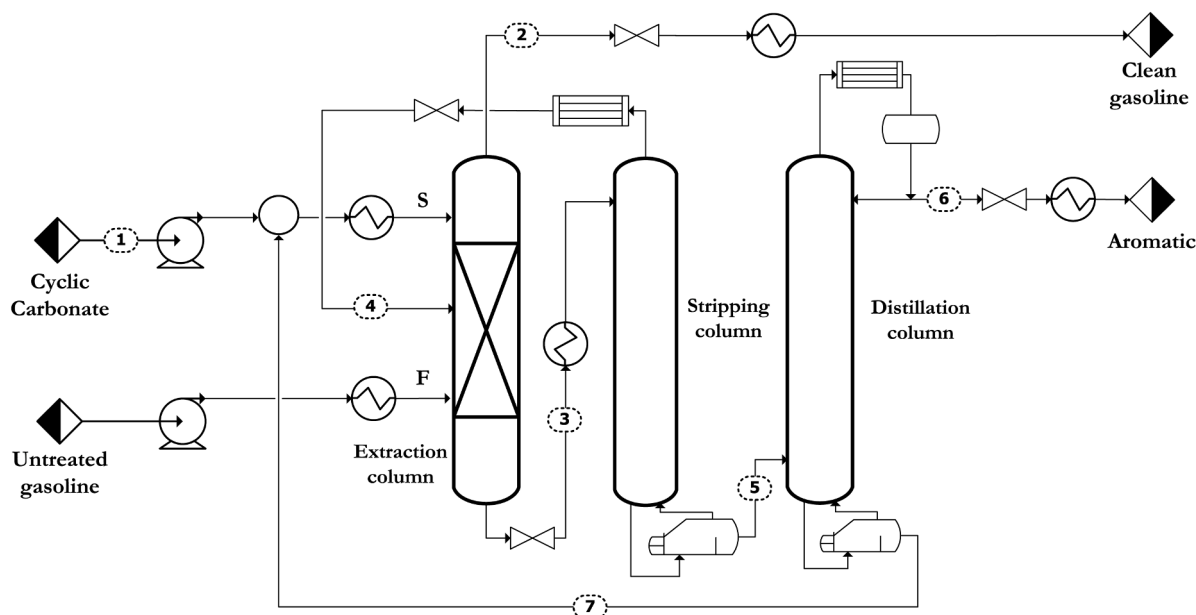 2
Clean
gasoline
S
1
6
Cyclic
Carbonate
Aromatic
4
Stripping
column
Distillation
column
F
3
Untreated
gasoline
Extraction
column
5
7